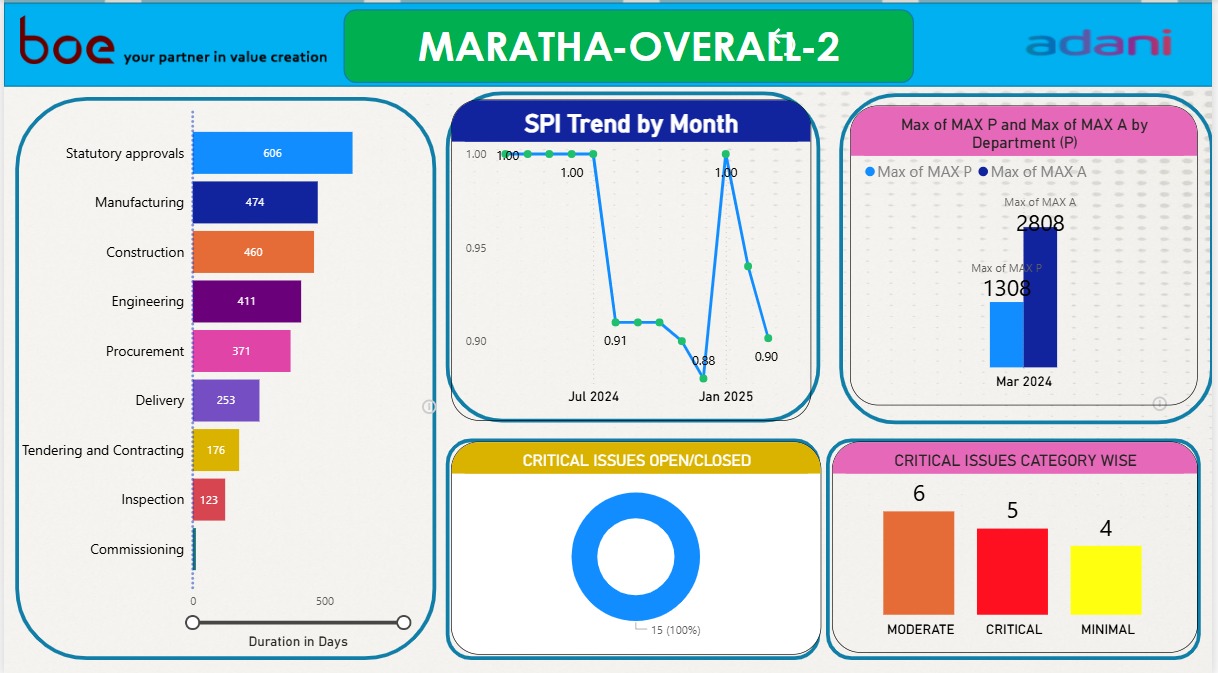 boe your partner in value creation
MARATHA-OVERALL-2
adani
Statutory approvals 606
Manufacturing 474
Construction 460
Engineering 411
Procurement 371
Delivery 253
Tendering and Contracting 176
Inspection 123
Commissioning
0 500
Duration in Days
SPI Trend by Month
1.00 1.00 1.00 1.00
0.95
0.90 0.91 0.88 0.90
Jul 2024 Jan 2025
Max of MAX P and Max of MAX A by
Department (P)
Max of MAX P Max of MAX A
Max of MAX A
2808
Max of MAX P
1308
Mar 2024
CRITICAL ISSUES OPEN/CLOSED
15 (100%)
CRITICAL ISSUES CATEGORY WISE
6 5 4
MODERATE CRITICAL MINIMAL